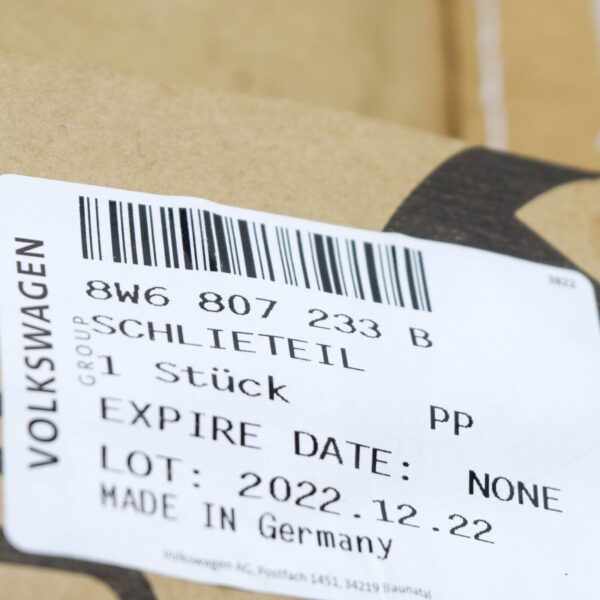 3822
8W6 807 233 B
SCHLIETEIL
1 Stück PP
EXPIRE DATE: NONE
LOT: 2022.12.22
MADE IN Germany
Volkswagen AG, Postfach 1451, 34219 Baunatal
VOLKSWAGEN
GROUP